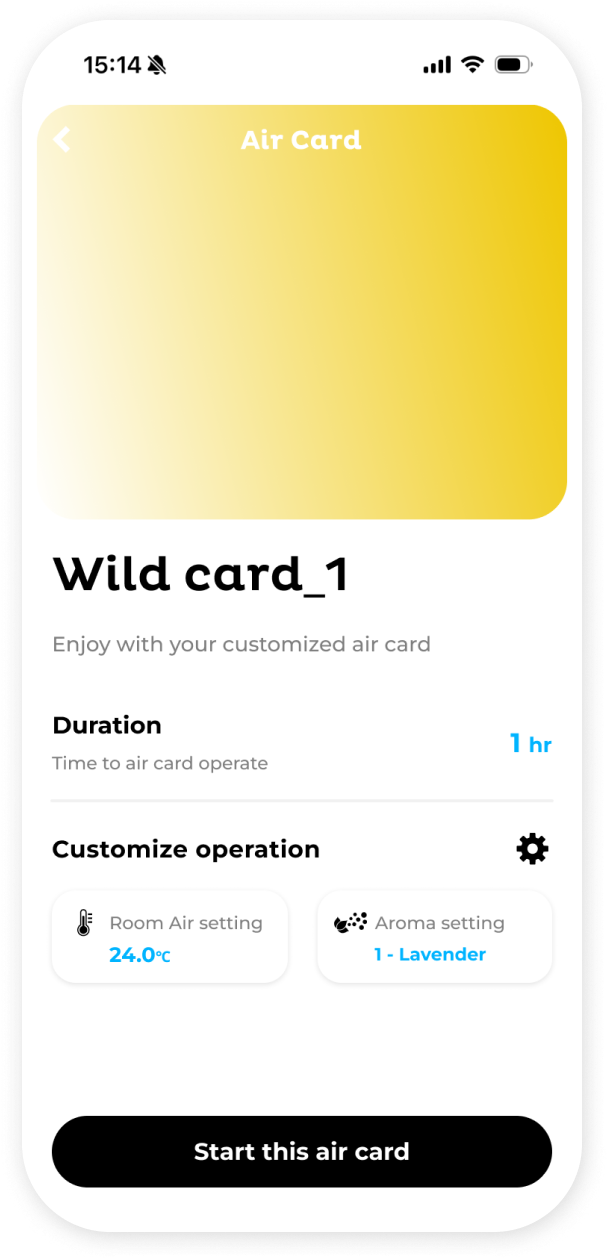 15:14
Air Card
Wild card_1
Enjoy with your customized air card
Duration
Time to air card operate
1 hr
Customize operation
Room Air setting
24.0°C
Aroma setting
1 - Lavender
Start this air card